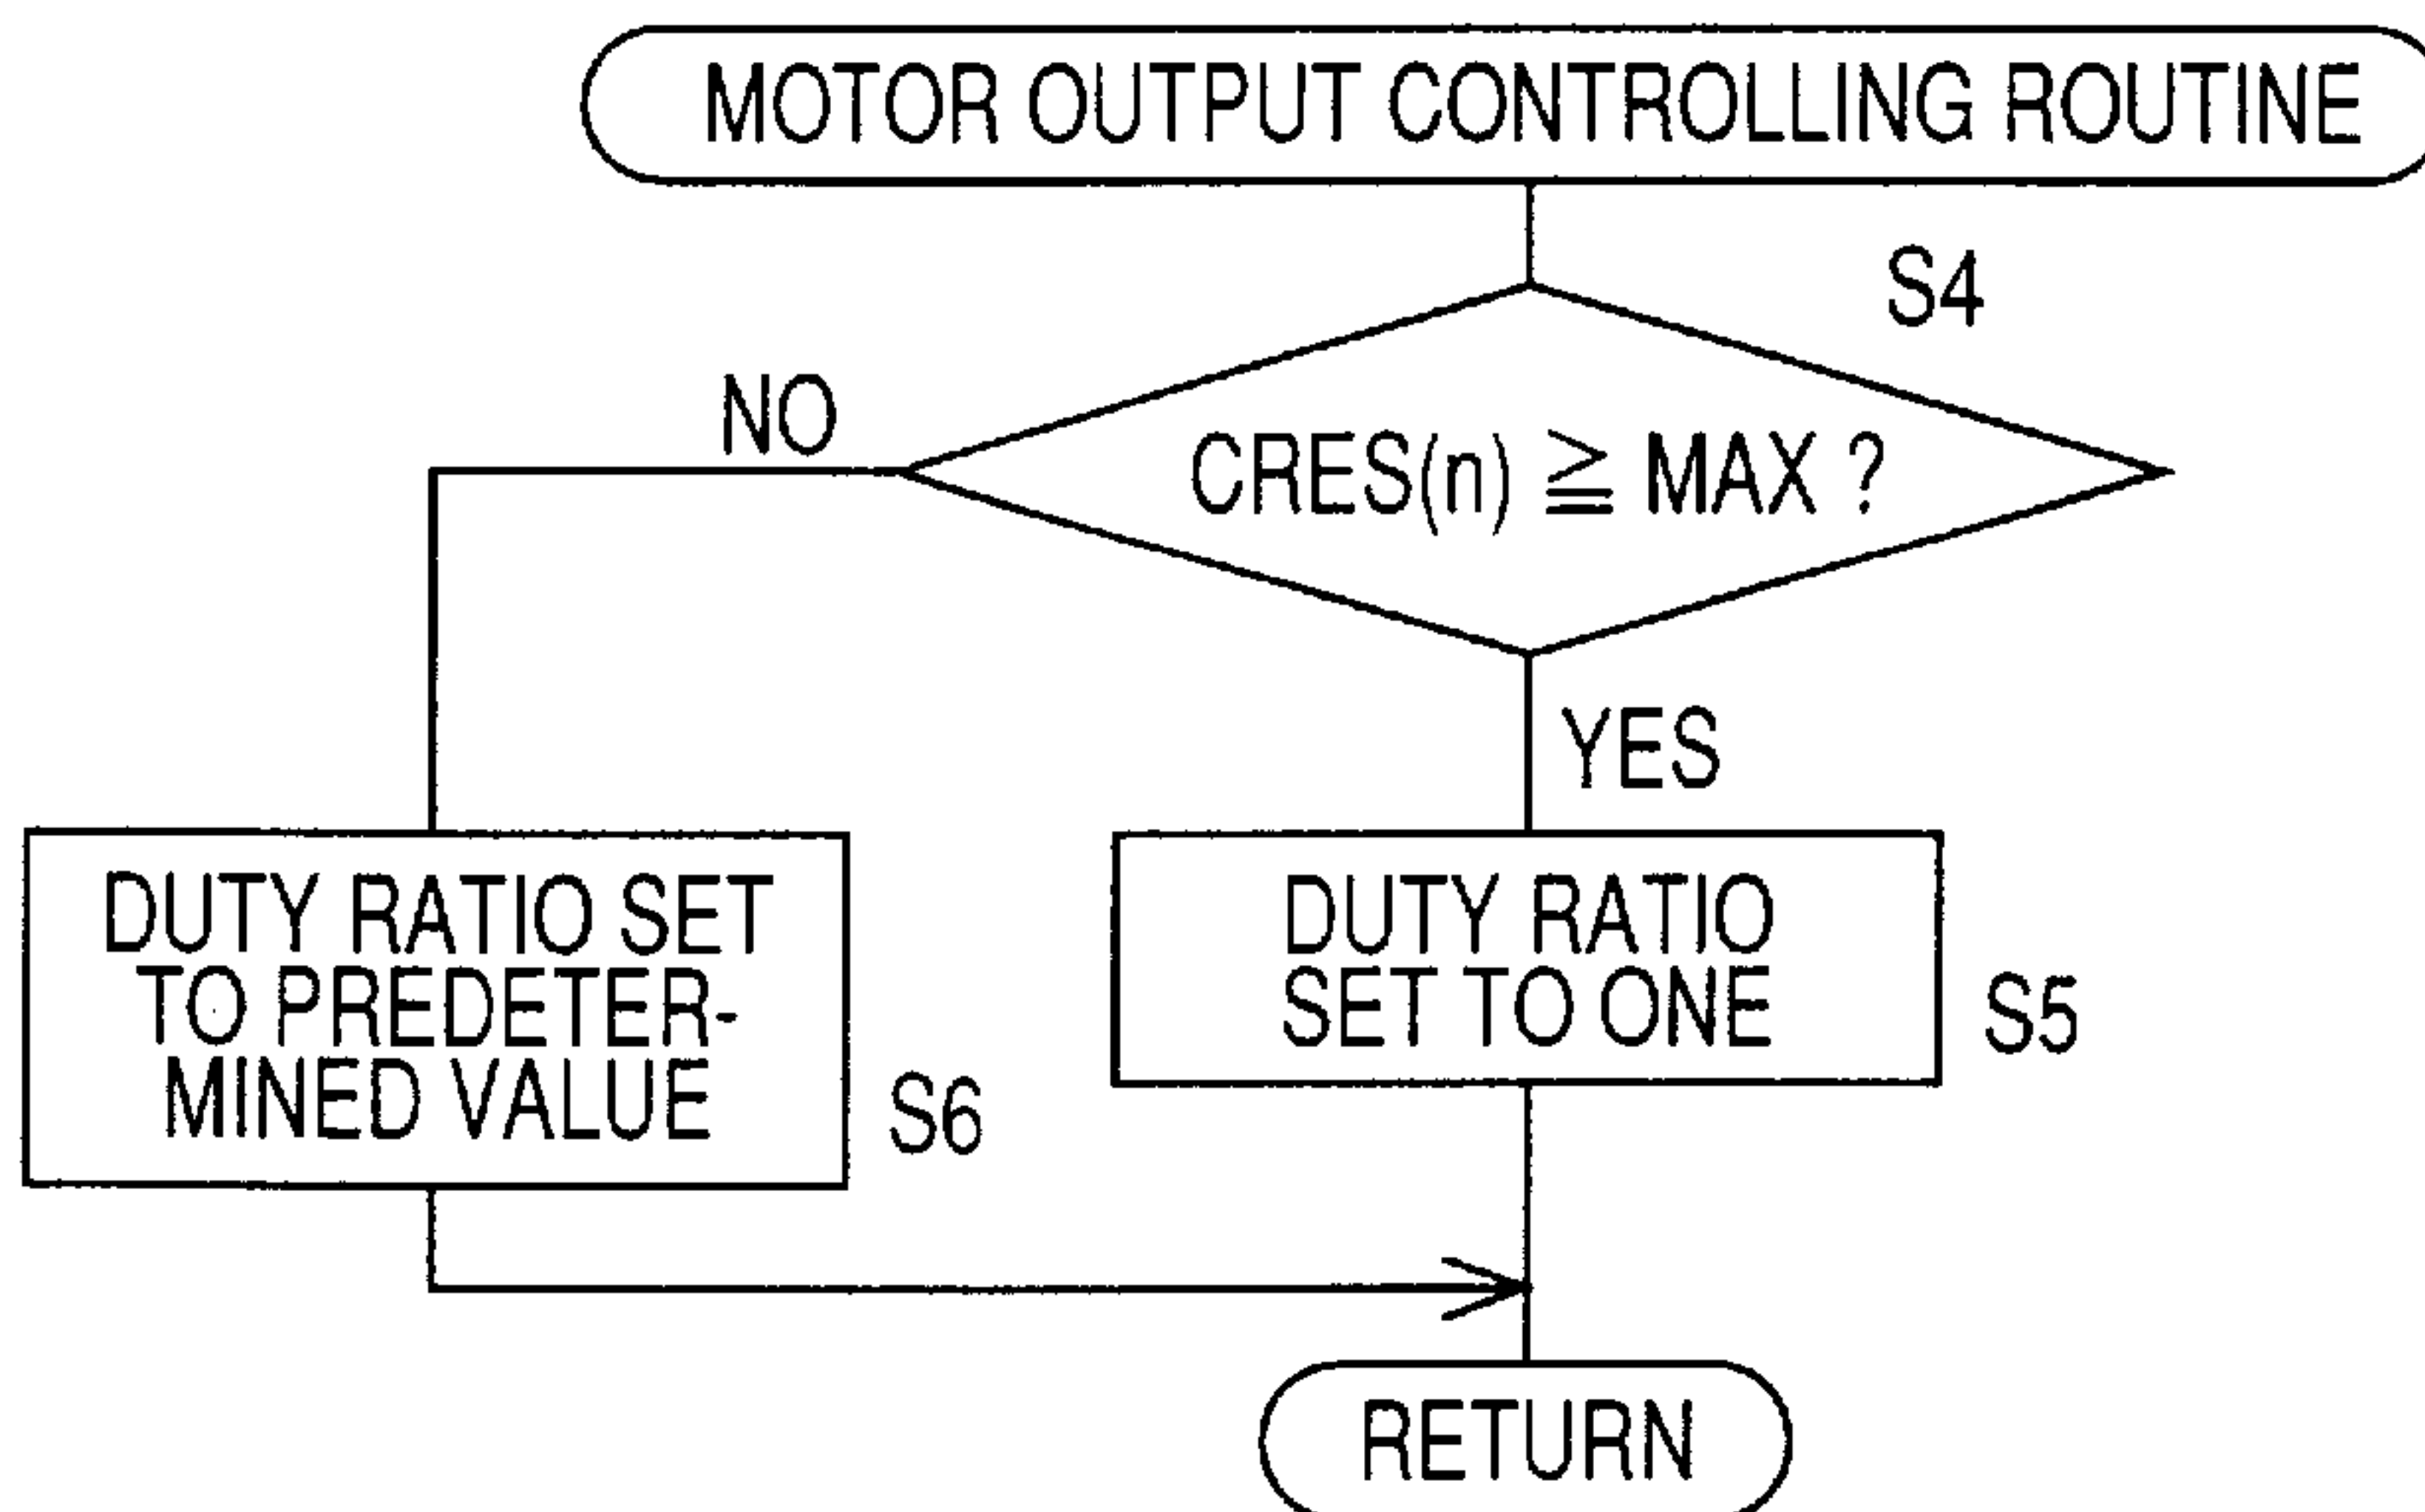 MOTOR OUTPUT CONTROLLING ROUTINE
S4
NO
CRES(n) ≧ MAX ?
YES
DUTY RATIO SET
TO PREDETER-
MINED VALUE
S6
DUTY RATIO
SET TO ONE
S5
RETURN